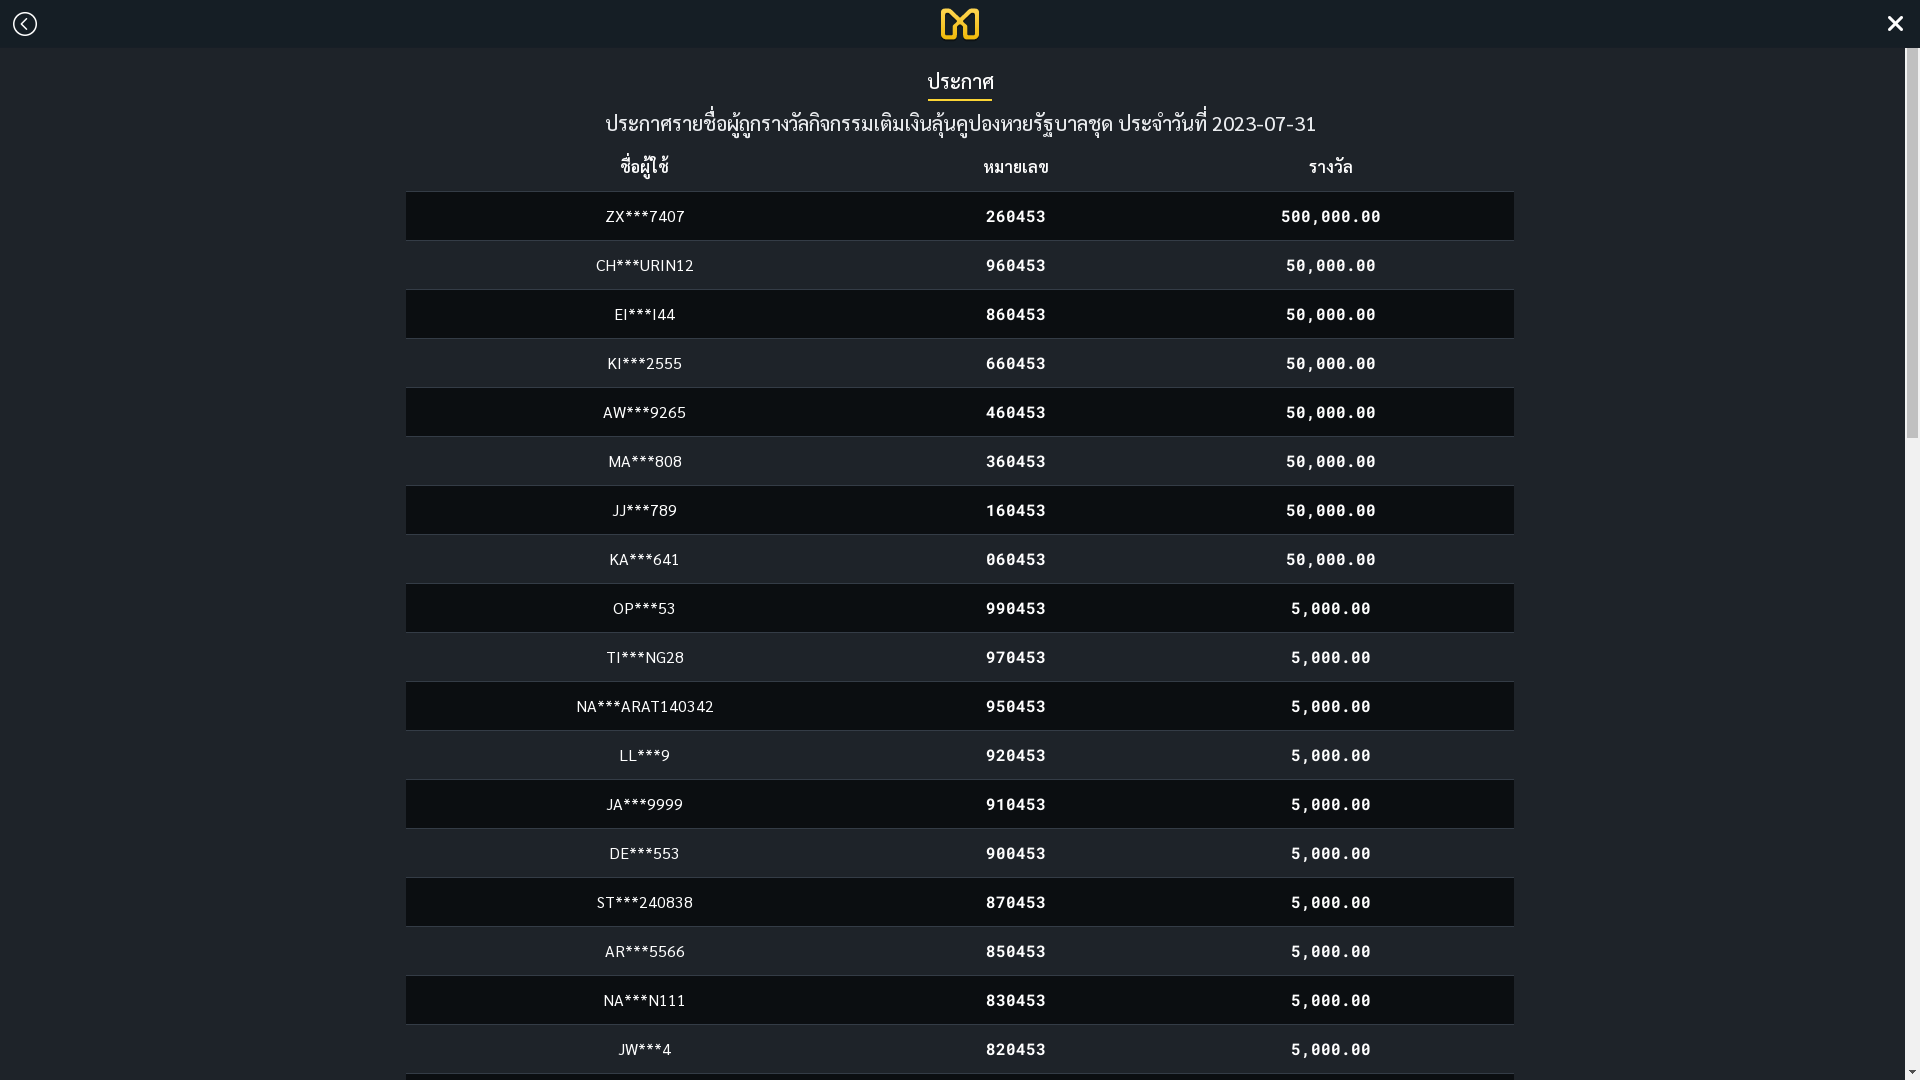 ประกาศ
ประกาศรายชื่อผู้ถูกรางวัลกิจกรรมเติมเงินลุ้นคูปองหวยรัฐบาลชุด ประจำวันที่ 2023-07-31
ชื่อผู้ใช้ หมายเลข รางวัล
ZX***7407 260453 500,000.00
CH***URIN12 960453 50,000.00
EI***I44 860453 50,000.00
KI***2555 660453 50,000.00
AW***9265 460453 50,000.00
MA***808 360453 50,000.00
JJ***789 160453 50,000.00
KA***641 060453 50,000.00
OP***53 990453 5,000.00
TI***NG28 970453 5,000.00
NA***ARAT140342 950453 5,000.00
LL***9 920453 5,000.00
JA***9999 910453 5,000.00
DE***553 900453 5,000.00
ST***240838 870453 5,000.00
AR***5566 850453 5,000.00
NA***N111 830453 5,000.00
JW***4 820453 5,000.00